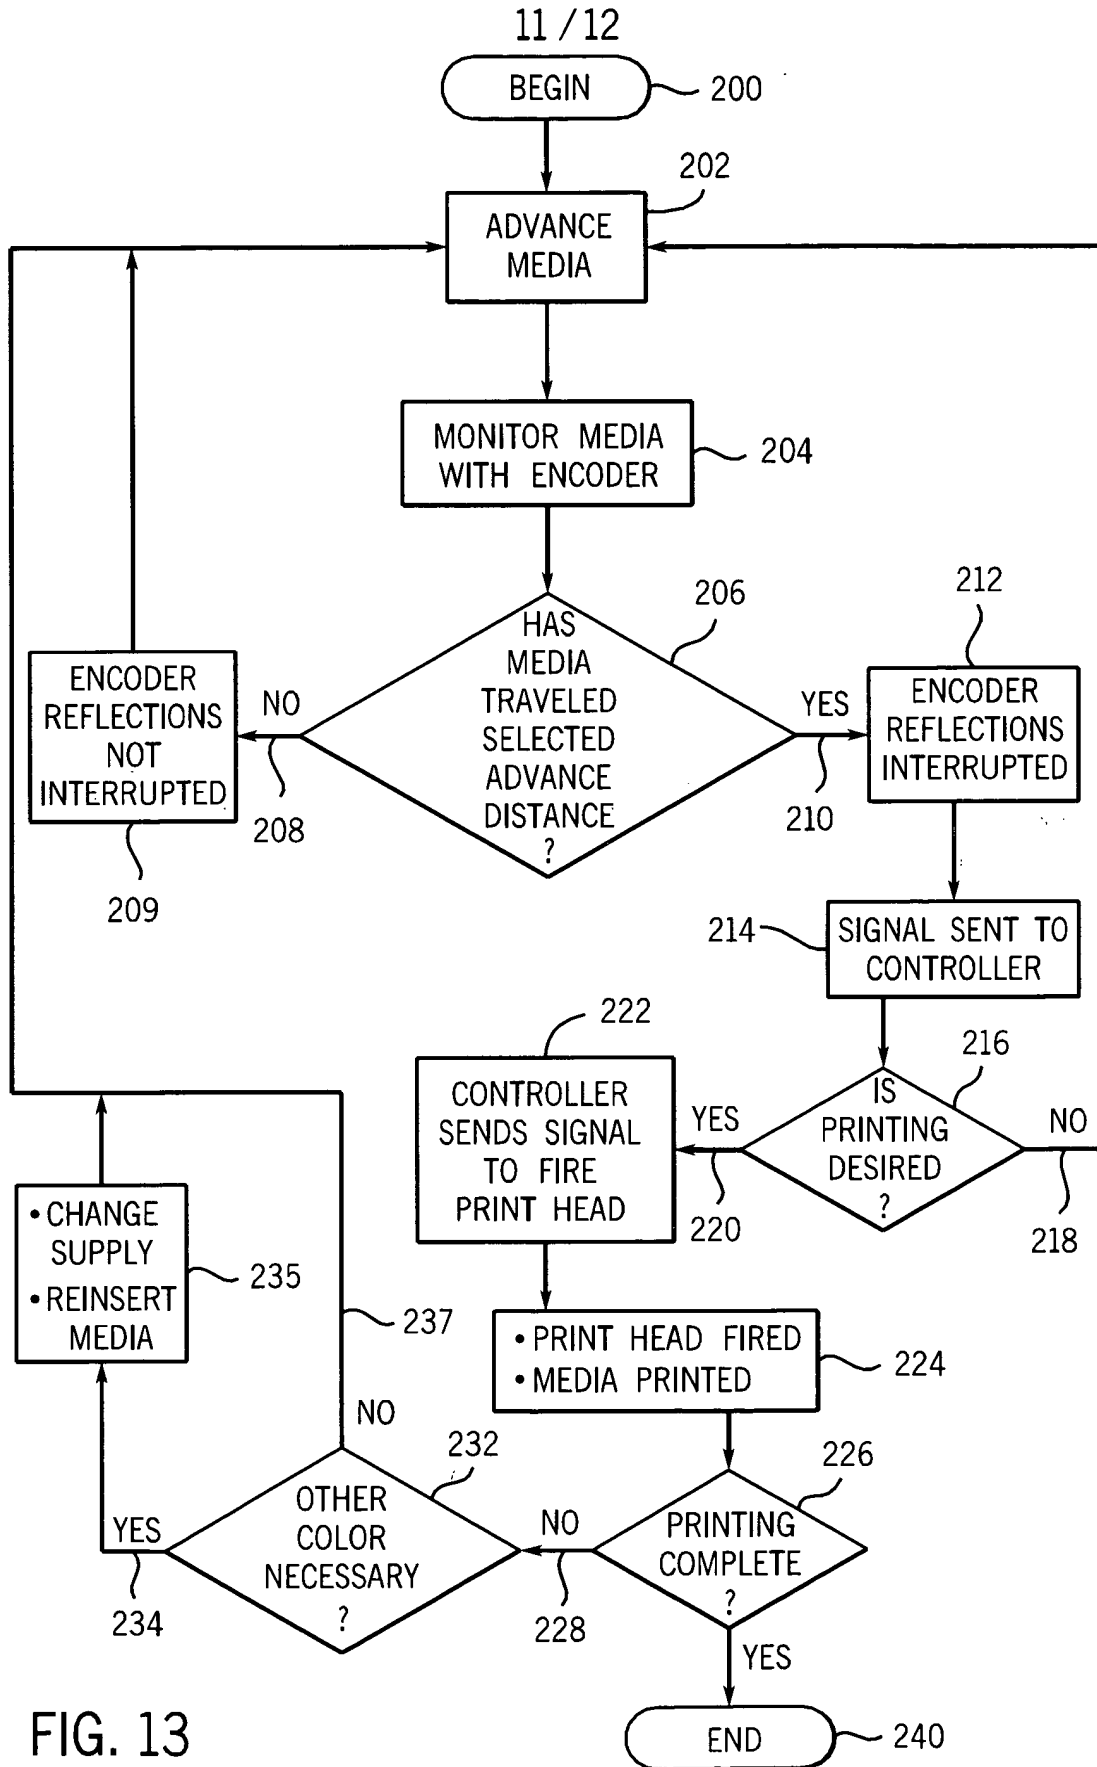 11 / 12
BEGIN
200
202
ADVANCE
MEDIA
MONITOR MEDIA
WITH ENCODER
204
206
HAS
MEDIA
TRAVELED
SELECTED
ADVANCE
DISTANCE
?
NO
208
ENCODER
REFLECTIONS
NOT
INTERRUPTED
209
YES
210
212
ENCODER
REFLECTIONS
INTERRUPTED
214
SIGNAL SENT TO
CONTROLLER
216
IS
PRINTING
DESIRED
?
NO
218
YES
220
222
CONTROLLER
SENDS SIGNAL
TO FIRE
PRINT HEAD
• PRINT HEAD FIRED
• MEDIA PRINTED
224
226
PRINTING
COMPLETE
?
NO
228
232
OTHER
COLOR
NECESSARY
?
NO
237
YES
234
• CHANGE
SUPPLY
• REINSERT
MEDIA
235
YES
END
240
FIG. 13